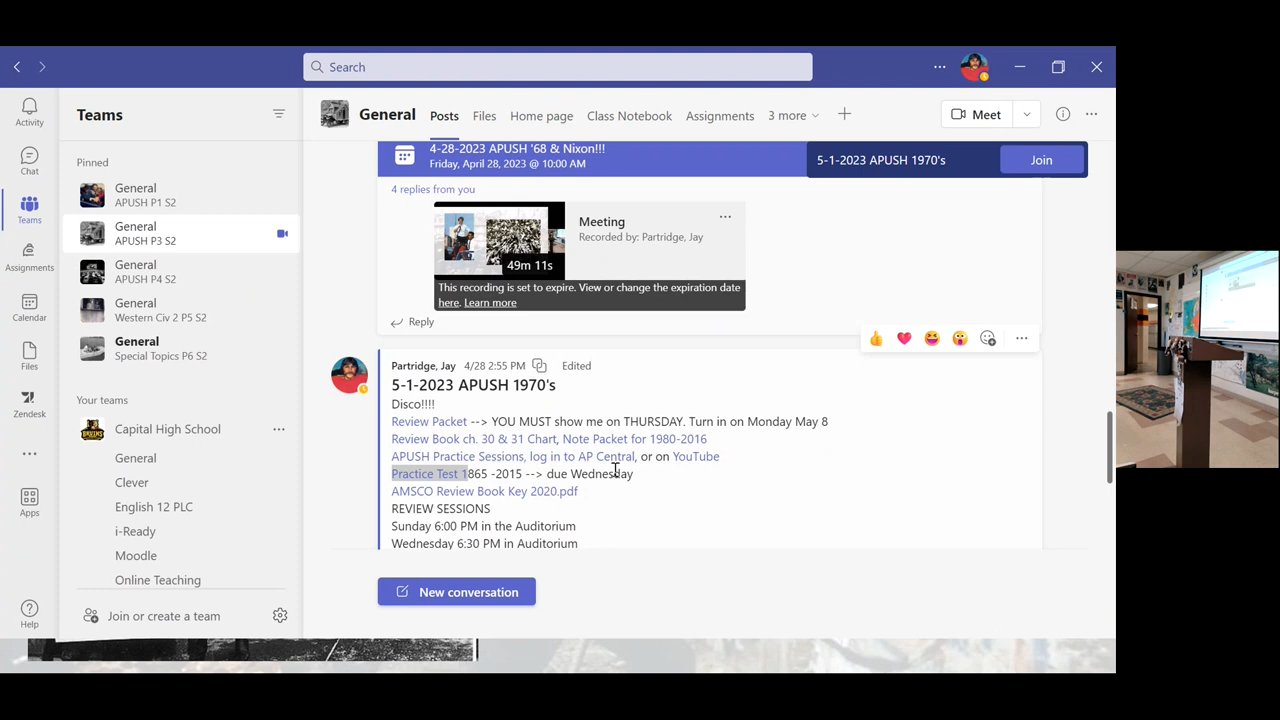 Search
Activity
Chat
Teams
Assignments
Calendar
Files
Zendesk
Apps
Help
Teams
Pinned
General
APUSH P1 S2
General
APUSH P3 S2
General
APUSH P4 S2
General
Western Civ 2 P5 S2
General
Special Topics P6 S2
Your teams
Capital High School
General
Clever
English 12 PLC
i-Ready
Moodle
Online Teaching
Join or create a team
General Posts Files Home page Class Notebook Assignments 3 more
Meet
4-28-2023 APUSH '68 & Nixon!!!
Friday, April 28, 2023 @ 10:00 AM
5-1-2023 APUSH 1970's
Join
4 replies from you
Meeting
Recorded by: Partridge, Jay
49m 11s
This recording is set to expire. View or change the expiration date
here. Learn more
Reply
Partridge, Jay 4/28 2:55 PM Edited
5-1-2023 APUSH 1970's
Disco!!!!
Review Packet --> YOU MUST show me on THURSDAY. Turn in on Monday May 8
Review Book ch. 30 & 31 Chart, Note Packet for 1980-2016
APUSH Practice Sessions, log in to AP Central, or on YouTube
Practice Test 1865 -2015 --> due Wednesday
AMSCO Review Book Key 2020.pdf
REVIEW SESSIONS
Sunday 6:00 PM in the Auditorium
Wednesday 6:30 PM in Auditorium
New conversation